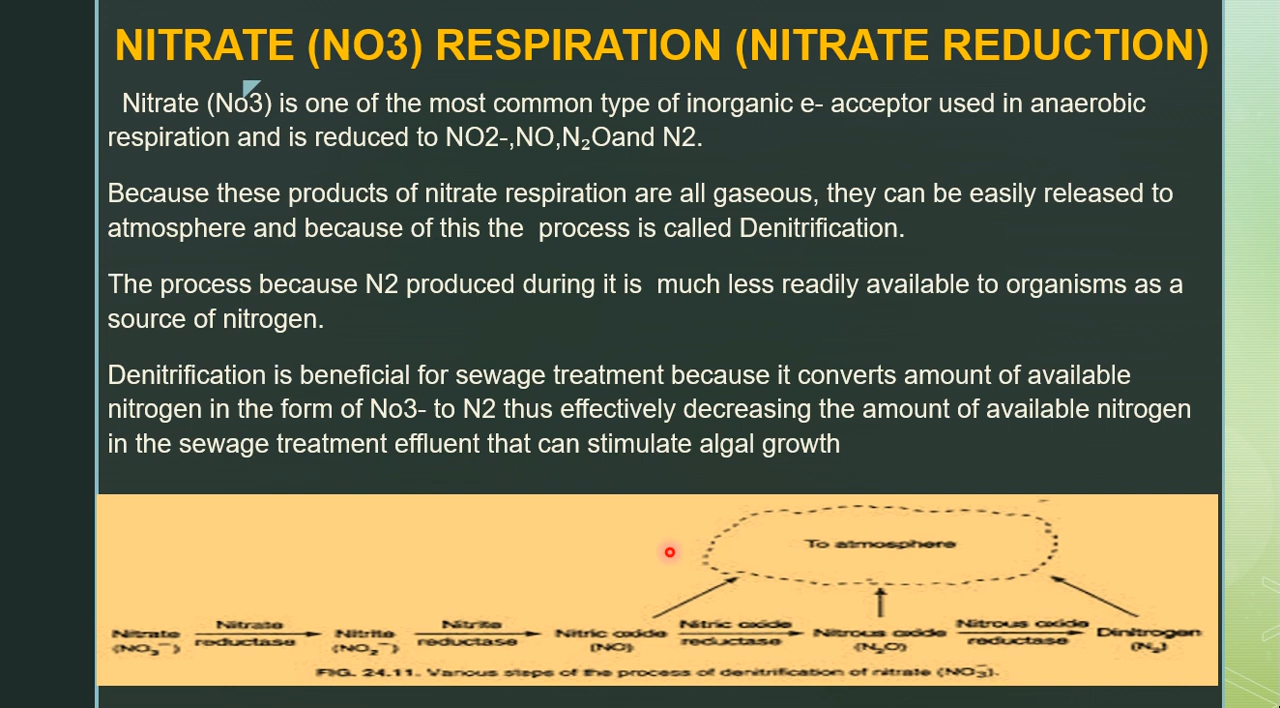 NITRATE (NO3) RESPIRATION (NITRATE REDUCTION)
Nitrate (No3) is one of the most common type of inorganic e- acceptor used in anaerobic
respiration and is reduced to NO2-,NO,N₂Oand N2.
Because these products of nitrate respiration are all gaseous, they can be easily released to
atmosphere and because of this the process is called Denitrification.
The process because N2 produced during it is much less readily available to organisms as a
source of nitrogen.
Denitrification is beneficial for sewage treatment because it converts amount of available
nitrogen in the form of No3- to N2 thus effectively decreasing the amount of available nitrogen
in the sewage treatment effluent that can stimulate algal growth
To atmosphere
Nitrate (NO₃⁻)
Nitrate reductase
Nitrite (NO₂⁻)
Nitrite reductase
Nitric oxide (NO)
Nitric oxide reductase
Nitrous oxide (N₂O)
Nitrous oxide reductase
Dinitrogen (N₂)
FIG. 24.11. Various steps of the process of denitrification of nitrate (NO₃⁻).